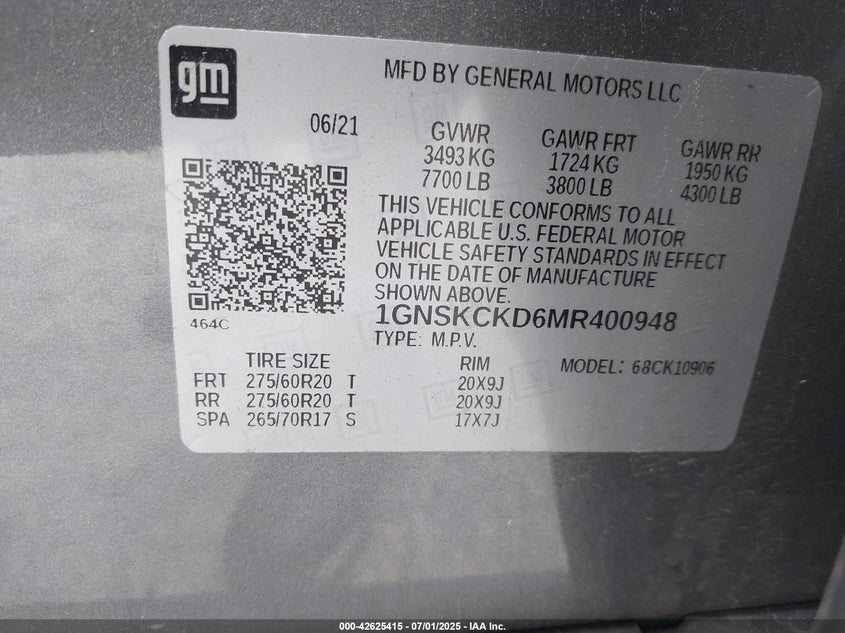 gm
MFD BY GENERAL MOTORS LLC
06/21
GVWR GAWR FRT GAWR RR
3493 KG 1724 KG 1950 KG
7700 LB 3800 LB 4300 LB
THIS VEHICLE CONFORMS TO ALL
APPLICABLE U.S. FEDERAL MOTOR
VEHICLE SAFETY STANDARDS IN EFFECT
ON THE DATE OF MANUFACTURE
SHOWN ABOVE.
464C
1GNSKCKD6MR400948
TYPE: M.P.V.
TIRE SIZE RIM MODEL: 68CK10906
FRT 275/60R20 T 20X9J
RR 275/60R20 T 20X9J
SPA 265/70R17 S 17X7J
000-42625415 - 07/01/2025 - IAA Inc.